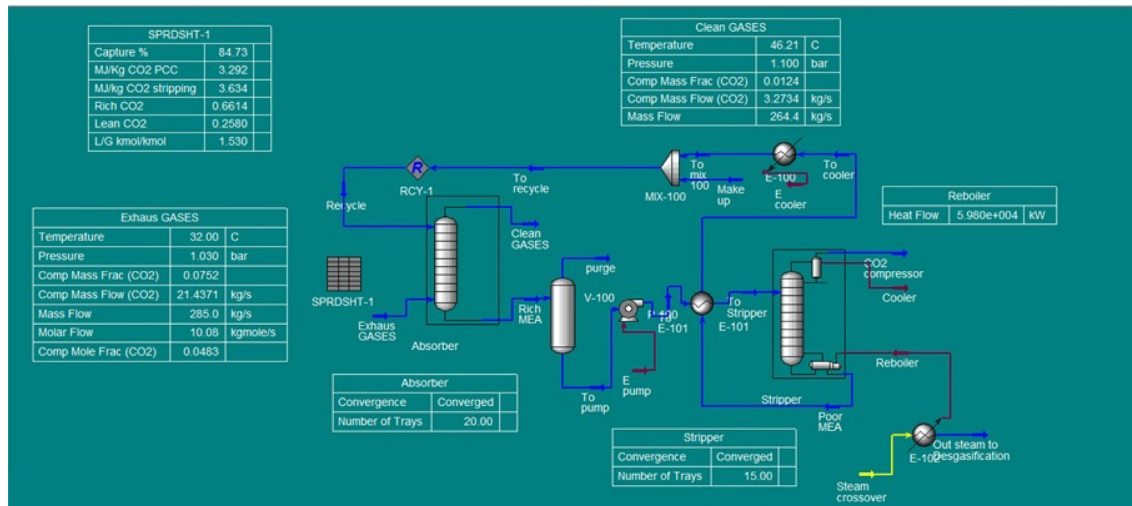 SPRDSHT-1
Capture % 84.73
MJ/Kg CO2 PCC 3.292
MJ/kg CO2 stripping 3.634
Rich CO2 0.6614
Lean CO2 0.2580
L/G kmol/kmol 1.530
Clean GASES
Temperature 46.21 C
Pressure 1.100 bar
Comp Mass Frac (CO2) 0.0124
Comp Mass Flow (CO2) 3.2734 kg/s
Mass Flow 264.4 kg/s
RCY-1
To
recycle
Recycle
MIX-100
To
mix
100
Make
up
E-100
E
cooler
To
cooler
Reboiler
Heat Flow 5.980e+004 kW
Exhaus GASES
Temperature 32.00 C
Pressure 1.030 bar
Comp Mass Frac (CO2) 0.0752
Comp Mass Flow (CO2) 21.4371 kg/s
Mass Flow 285.0 kg/s
Molar Flow 10.08 kgmole/s
Comp Mole Frac (CO2) 0.0483
SPRDSHT-1
Exhaus
GASES
Absorber
Clean
GASES
Rich
MEA
purge
V-100
To
pump
E
pump
E-101
To
Stripper
E-101
CO2
compressor
Cooler
Reboiler
Stripper
Poor
MEA
Absorber
Convergence Converged
Number of Trays 20.00
Stripper
Convergence Converged
Number of Trays 15.00
Steam
crossover
E-102
Out steam to
Desgasification